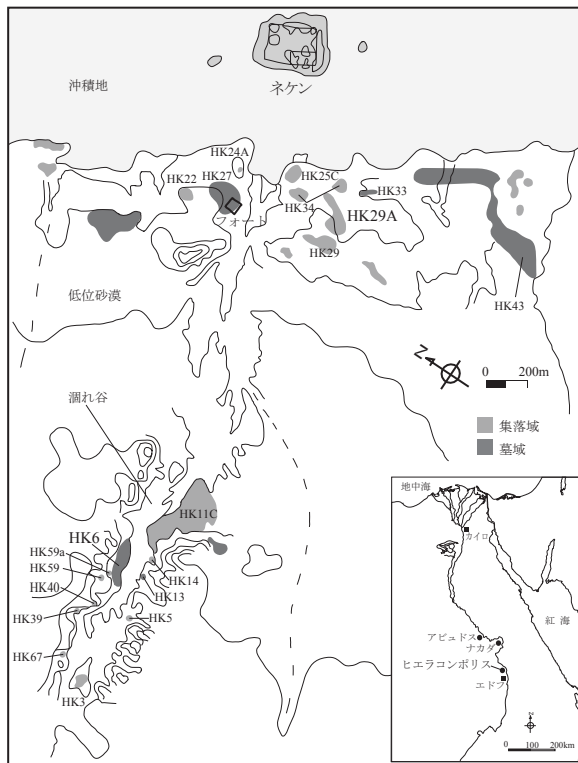 沖積地
ネケン
HK24A
HK22
HK27
HK25C
HK33
フォート
HK34
HK29A
HK29
HK43
低位砂漠
N
0 200m
涸れ谷
集落域
墓域
HK11C
HK6
HK59a
HK59
HK14
HK40
HK13
HK39
HK5
HK67
HK3
地中海
カイロ
紅海
アビュドス
ナカダ
ヒエラコンポリス
エドフ
N
0 100 200km